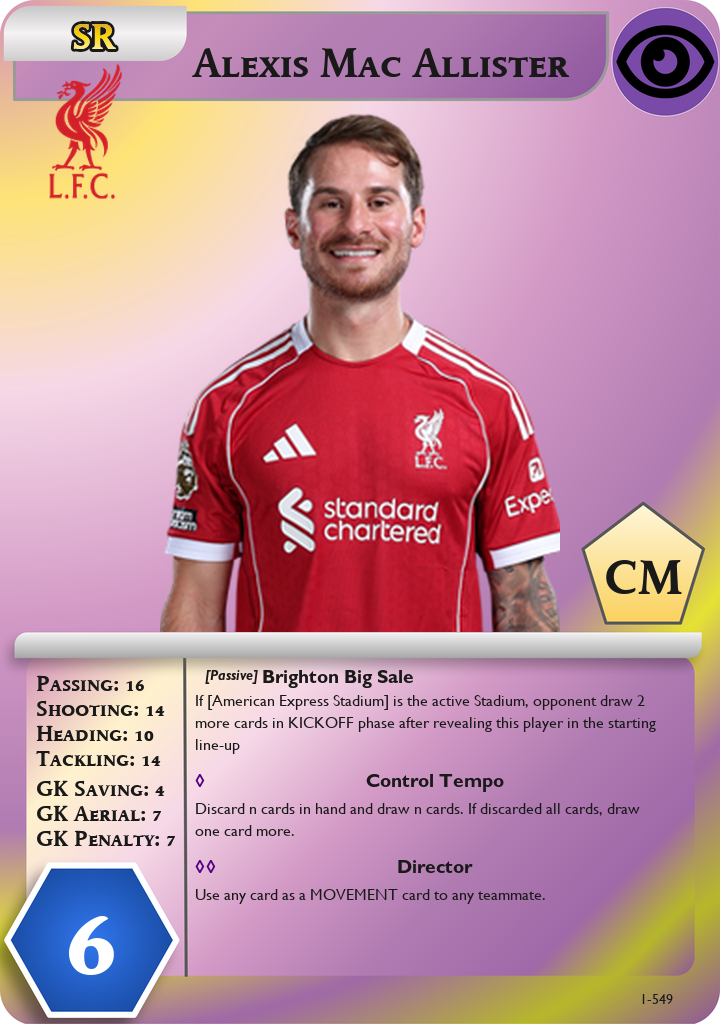 SR
Alexis Mac Allister
L.F.C.
L.F.C.
Expe
standard
chartered
CM
Passing: 16
Shooting: 14
Heading: 10
Tackling: 14
GK Saving: 4
GK Aerial: 7
GK Penalty: 7
6
[Passive] Brighton Big Sale
If [American Express Stadium] is the active Stadium, opponent draw 2
more cards in KICKOFF phase after revealing this player in the starting
line-up
Control Tempo
Discard n cards in hand and draw n cards. If discarded all cards, draw
one card more.
Director
Use any card as a MOVEMENT card to any teammate.
1-549